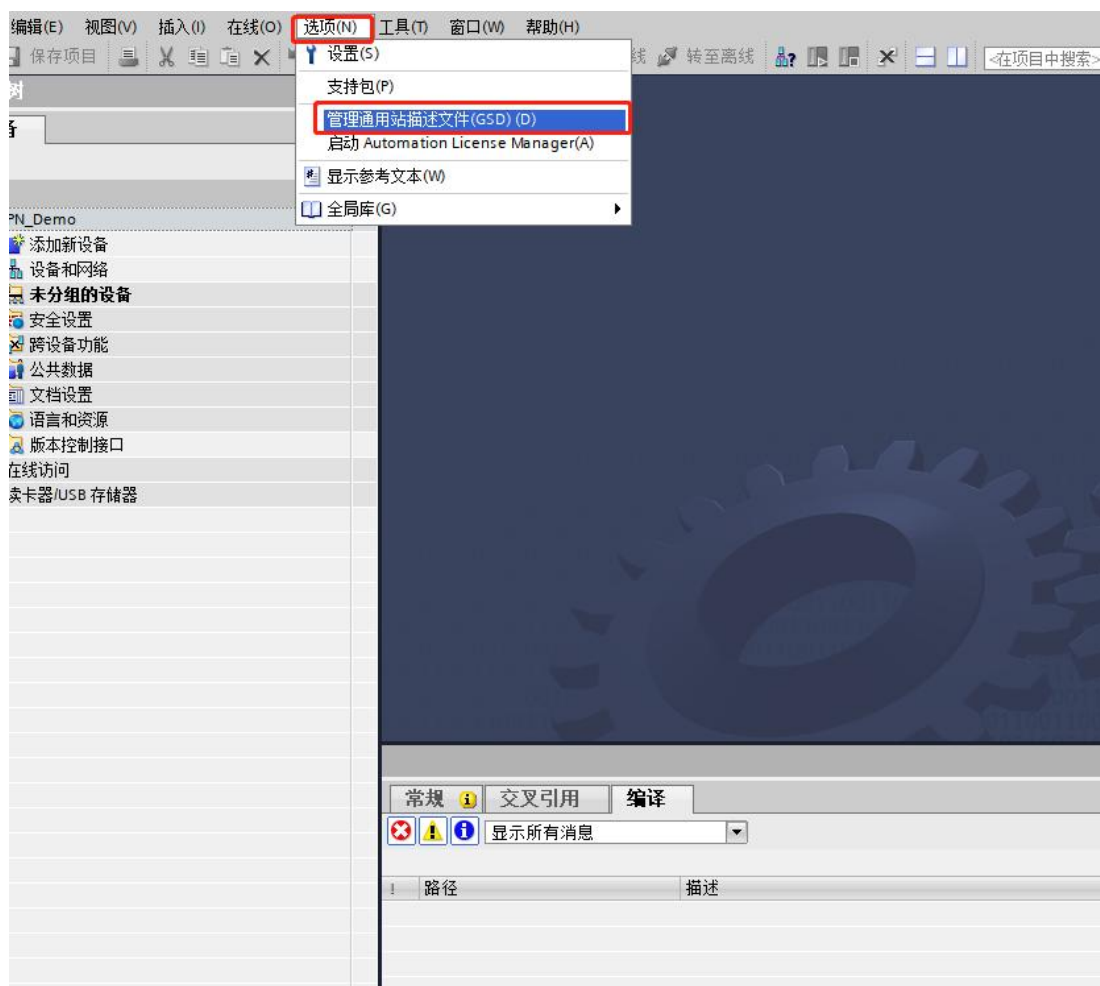 编辑(E) 视图(V) 插入(I) 在线(O) 选项(N) 工具(T) 窗口(W) 帮助(H)
保存项目
设置(S)
线 转至离线
<在项目中搜索>
支持包(P)
树
管理通用站描述文件(GSD) (D)
启动 Automation License Manager(A)
显示参考文本(W)
全局库(G)
PN_Demo
添加新设备
设备和网络
未分组的设备
安全设置
跨设备功能
公共数据
文档设置
语言和资源
版本控制接口
在线访问
读卡器/USB 存储器
常规 交叉引用 编译
显示所有消息
! 路径 描述